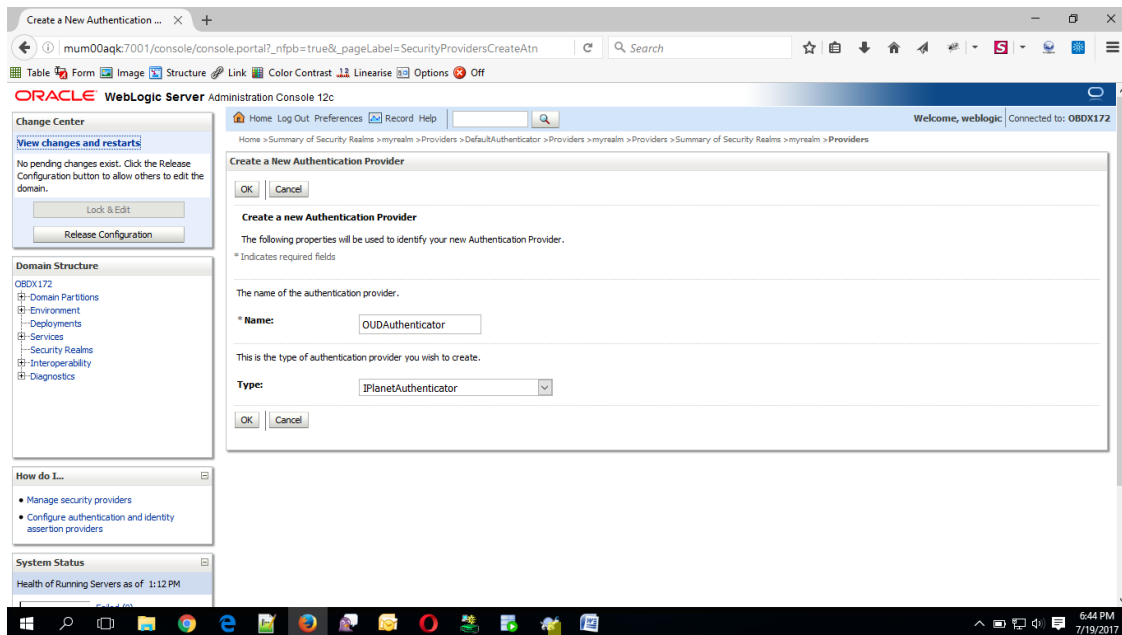 Create a New Authentication ...
mum00aqk:7001/console/console.portal?_nfpb=true&_pageLabel=SecurityProvidersCreateAtn
Search
S
Table Form Image Structure Link Color Contrast Linearise Options Off
ORACLE WebLogic Server Administration Console 12c
Change Center
View changes and restarts
No pending changes exist. Click the Release
Configuration button to allow others to edit the
domain.
Lock & Edit
Release Configuration
Domain Structure
OBDX172
Domain Partitions
Environment
Deployments
Services
Security Realms
Interoperability
Diagnostics
How do I...
Manage security providers
Configure authentication and identity
assertion providers
System Status
Health of Running Servers as of 1:12 PM
Home Log Out Preferences Record Help
Welcome, weblogic Connected to: OBDX172
Home >Summary of Security Realms >myrealm >Providers >DefaultAuthenticator >Providers >myrealm >Providers >Summary of Security Realms >myrealm >Providers
Create a New Authentication Provider
OK Cancel
Create a new Authentication Provider
The following properties will be used to identify your new Authentication Provider.
* Indicates required fields
The name of the authentication provider.
* Name: OUDAuthenticator
This is the type of authentication provider you wish to create.
Type: IPlanetAuthenticator
OK Cancel
6:44 PM
7/19/2017